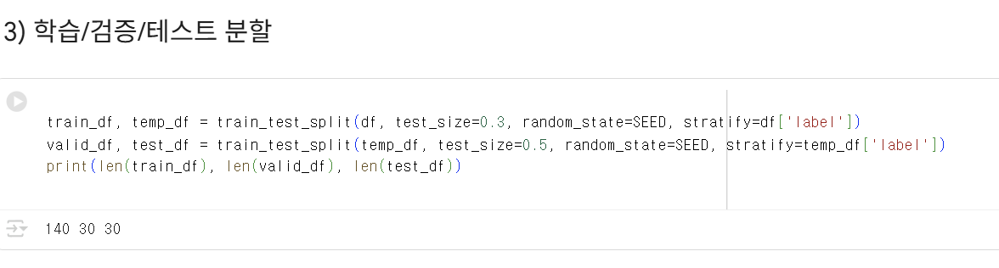 3) 학습/검증/테스트 분할
train_df, temp_df = train_test_split(df, test_size=0.3, random_state=SEED, stratify=df['label'])
valid_df, test_df = train_test_split(temp_df, test_size=0.5, random_state=SEED, stratify=temp_df['label'])
print(len(train_df), len(valid_df), len(test_df))
140 30 30